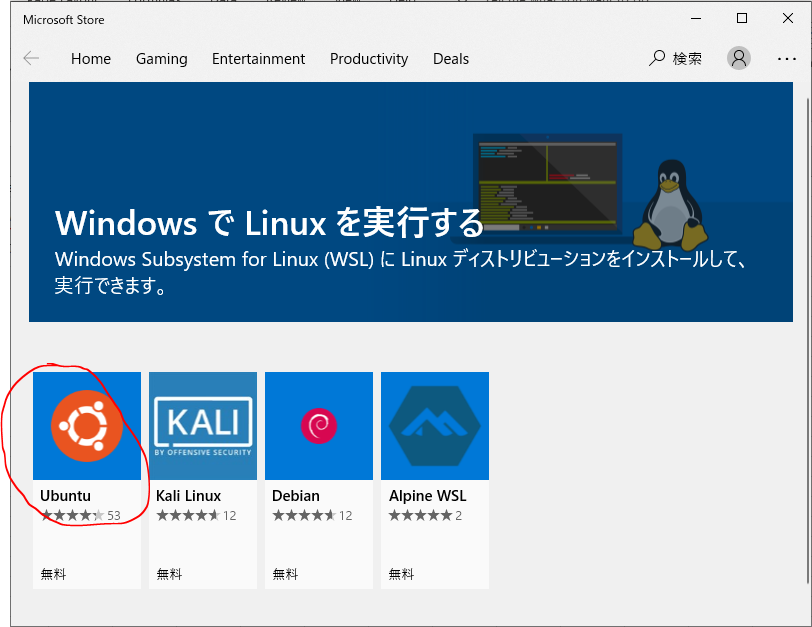 Microsoft Store
Home Gaming Entertainment Productivity Deals 検索
Windows で Linux を実行する
Windows Subsystem for Linux (WSL) に Linux ディストリビューションをインストールして、
実行できます。
KALI
BY OFFENSIVE SECURITY
Ubuntu Kali Linux Debian Alpine WSL
53 12 12 2
無料 無料 無料 無料